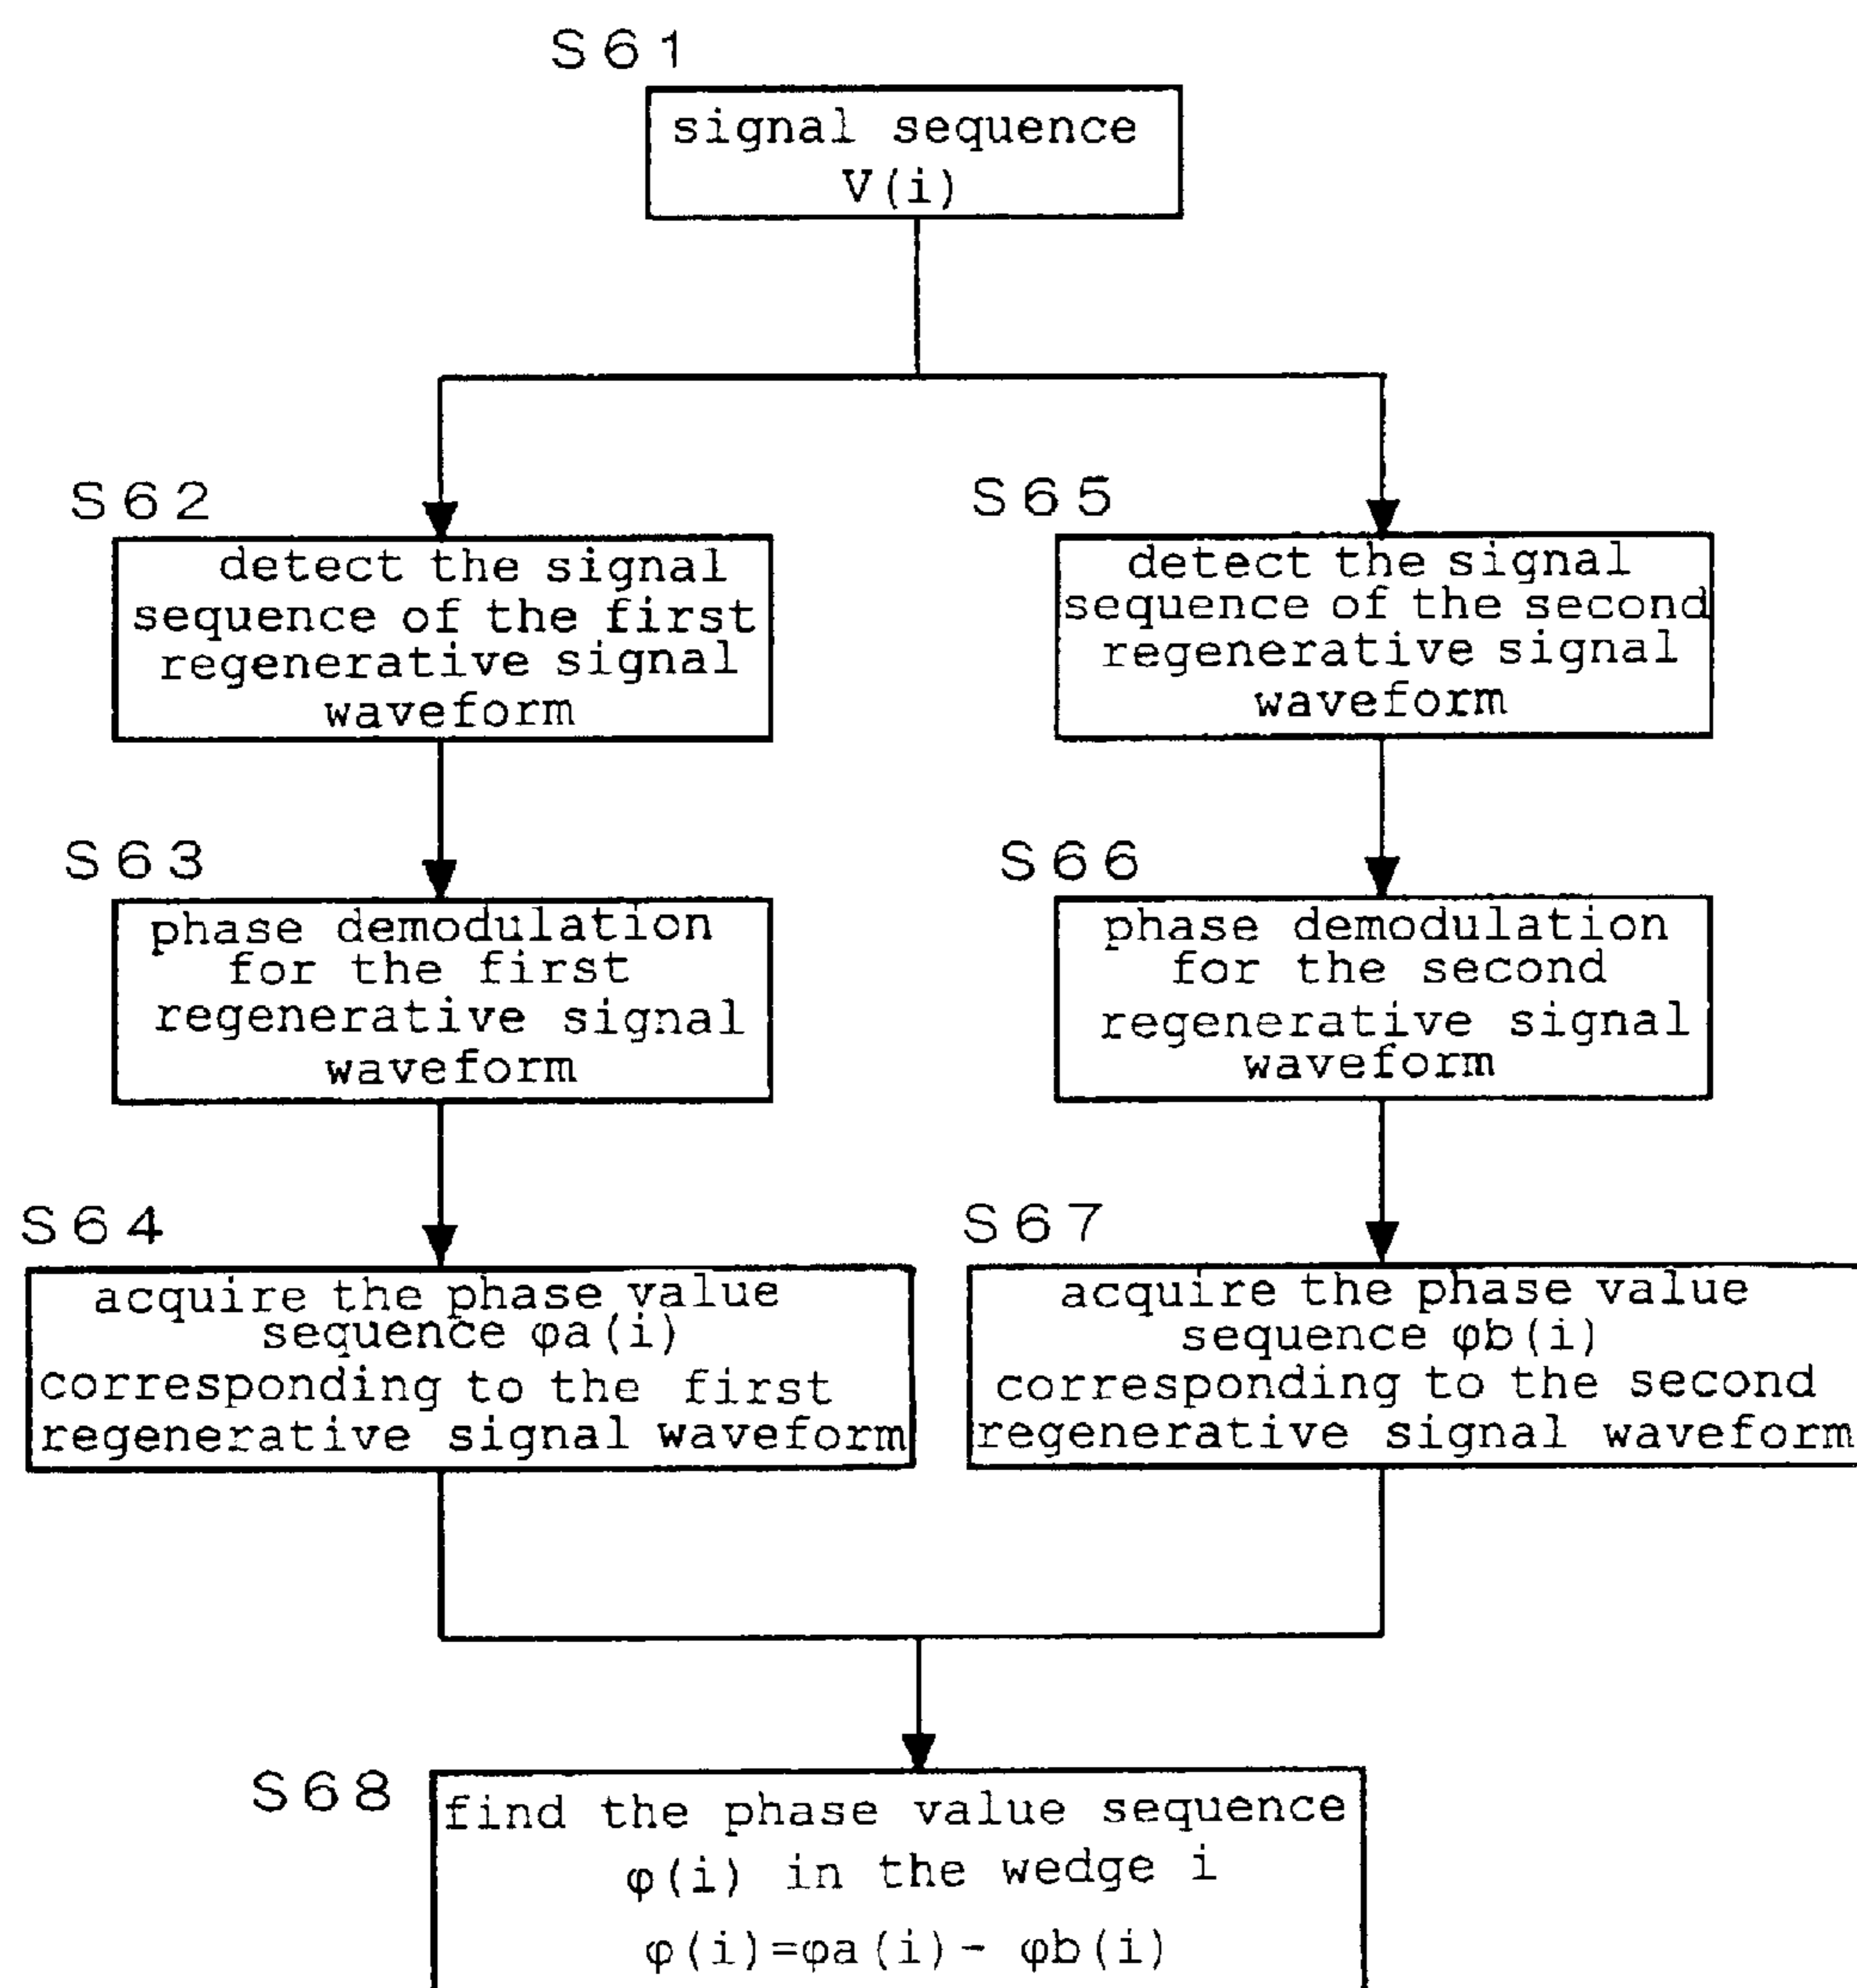 S61
signal sequence
V(i)
S62
detect the signal
sequence of the first
regenerative signal
waveform
S63
phase demodulation
for the first
regenerative signal
waveform
S64
acquire the phase value
sequence φa(i)
corresponding to the first
regenerative signal waveform
S65
detect the signal
sequence of the second
regenerative signal
waveform
S66
phase demodulation
for the second
regenerative signal
waveform
S67
acquire the phase value
sequence φb(i)
corresponding to the second
regenerative signal waveform
S68
find the phase value sequence
φ(i) in the wedge i
φ(i)=φa(i)- φb(i)